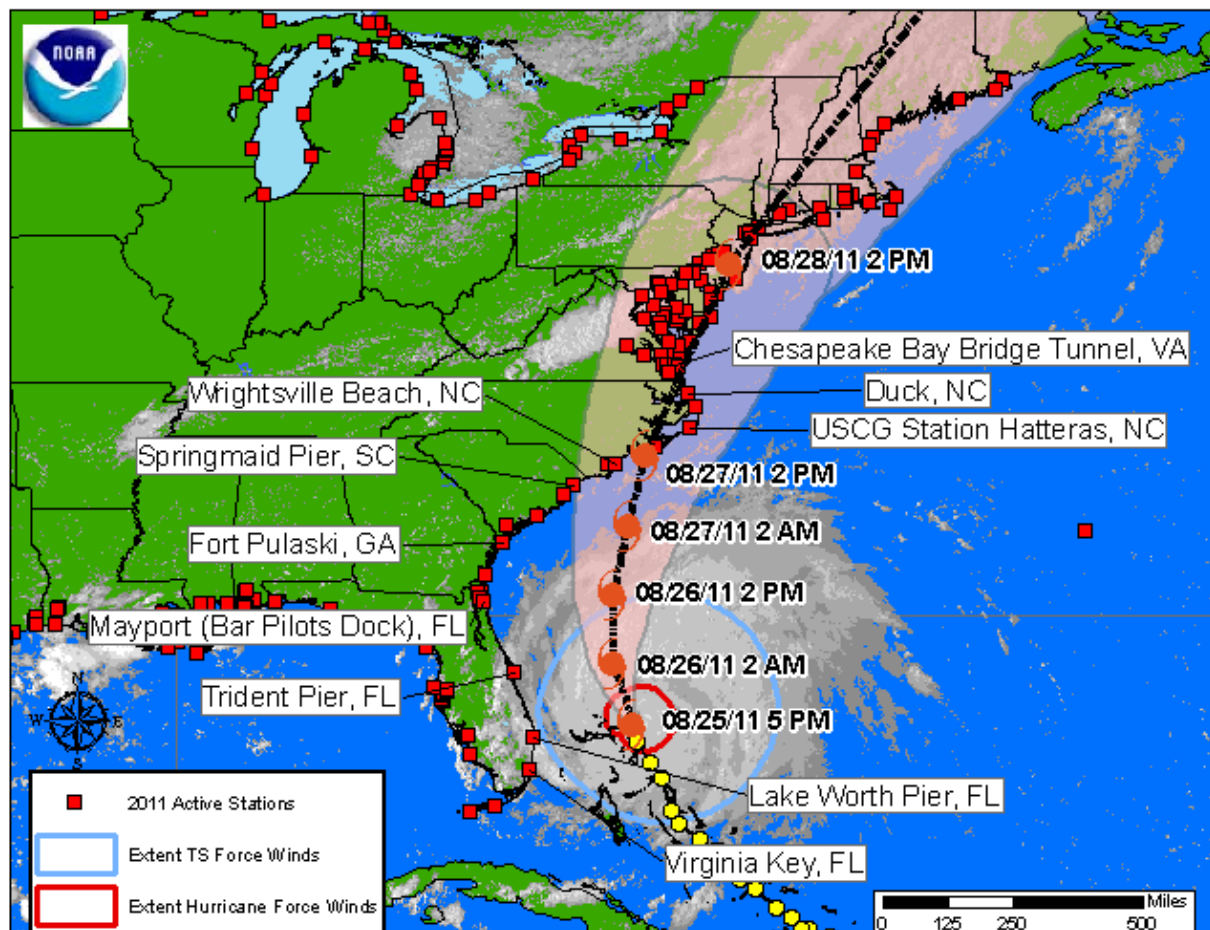 NOAA
08/28/11 2 PM
Chesapeake Bay Bridge Tunnel, VA
Wrightsville Beach, NC
Duck, NC
USCG Station Hatteras, NC
Springmaid Pier, SC
08/27/11 2 PM
08/27/11 2 AM
Fort Pulaski, GA
08/26/11 2 PM
Mayport (Bar Pilots Dock), FL
08/26/11 2 AM
Trident Pier, FL
08/25/11 5 PM
N
W E
S
Lake Worth Pier, FL
Virginia Key, FL
2011 Active Stations
Extent TS Force Winds
Extent Hurricane Force Winds
Miles
0 125 250 500